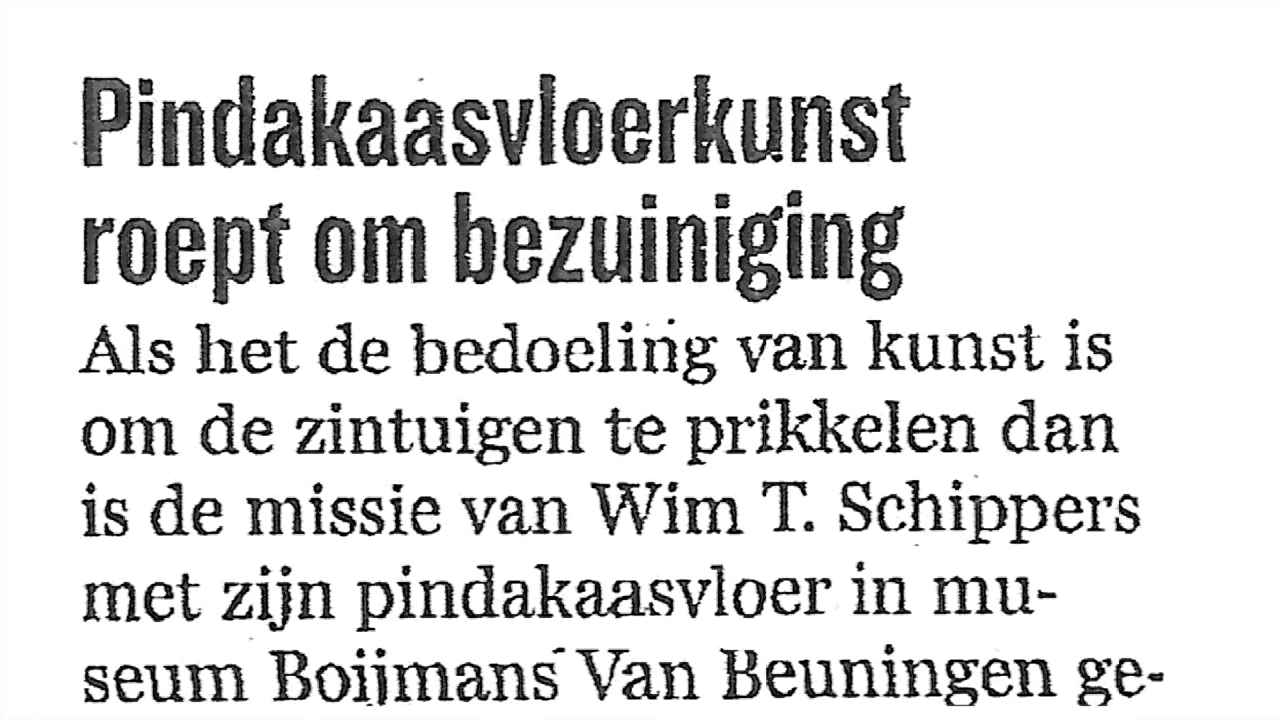 Pindakaasvloerkunst
roept om bezuiniging
Als het de bedoeling van kunst is
om de zintuigen te prikkelen dan
is de missie van Wim T. Schippers
met zijn pindakaasvloer in mu-
seum Boijmans Van Beuningen ge-